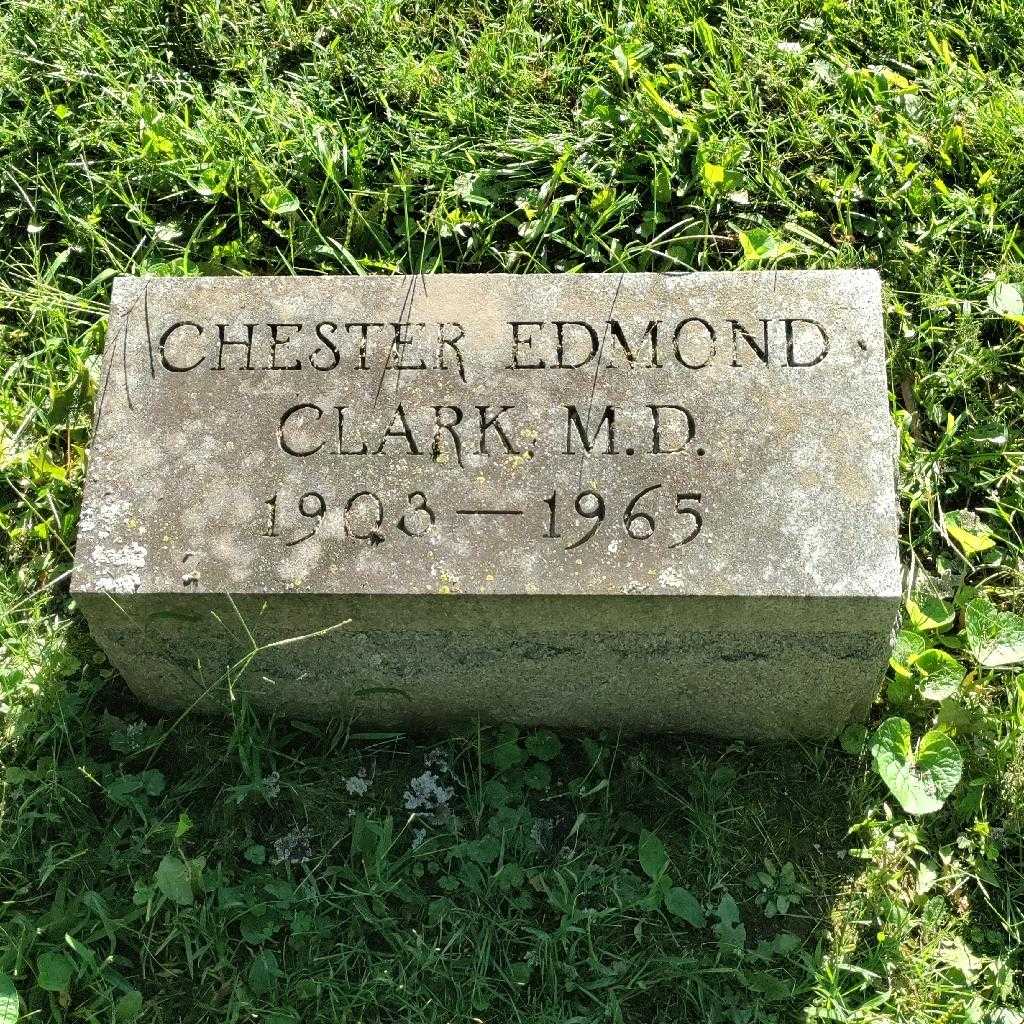 CHESTER EDMOND
CLARK, M.D.
1903 — 1965